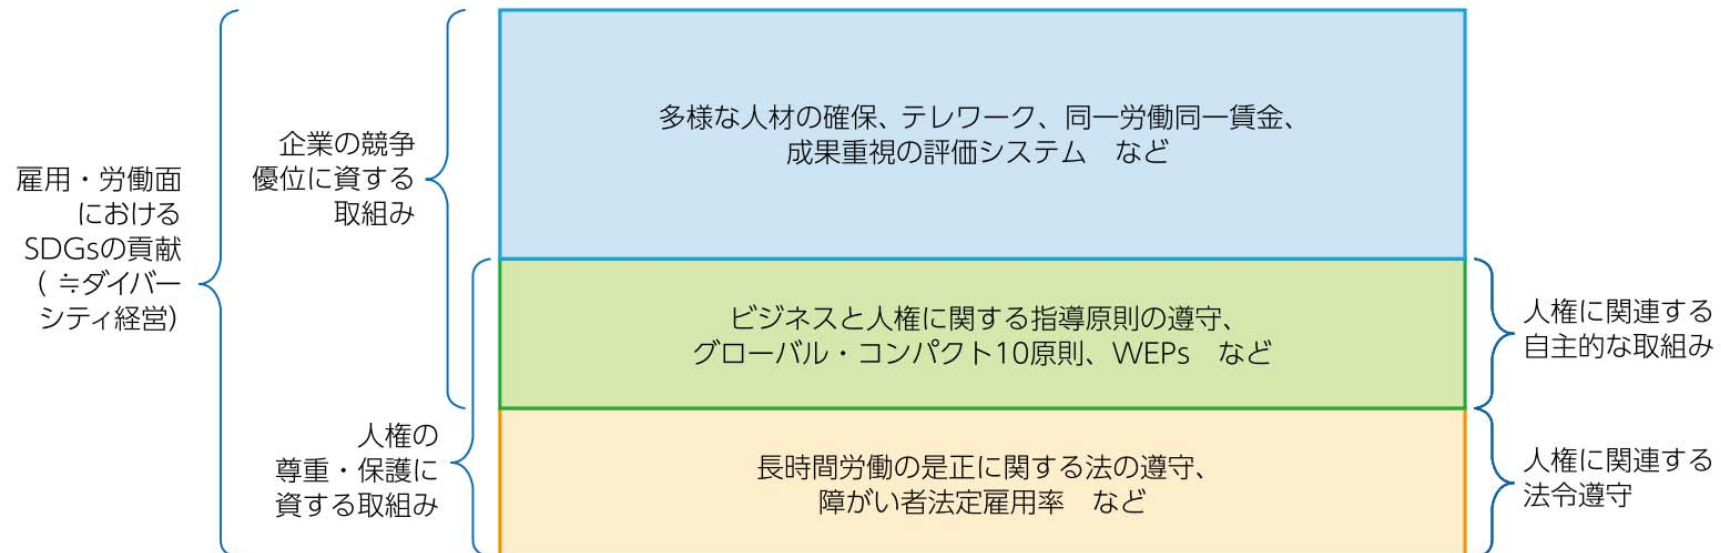 雇用・労働面
における
SDGsの貢献
（≒ダイバー
シティ経営）
企業の競争
優位に資する
取組み
人権の
尊重・保護に
資する取組み
多様な人材の確保、テレワーク、同一労働同一賃金、
成果重視の評価システム　など
ビジネスと人権に関する指導原則の遵守、
グローバル・コンパクト10原則、WEPs　など
長時間労働の是正に関する法の遵守、
障がい者法定雇用率　など
人権に関連する
自主的な取組み
人権に関連する
法令遵守